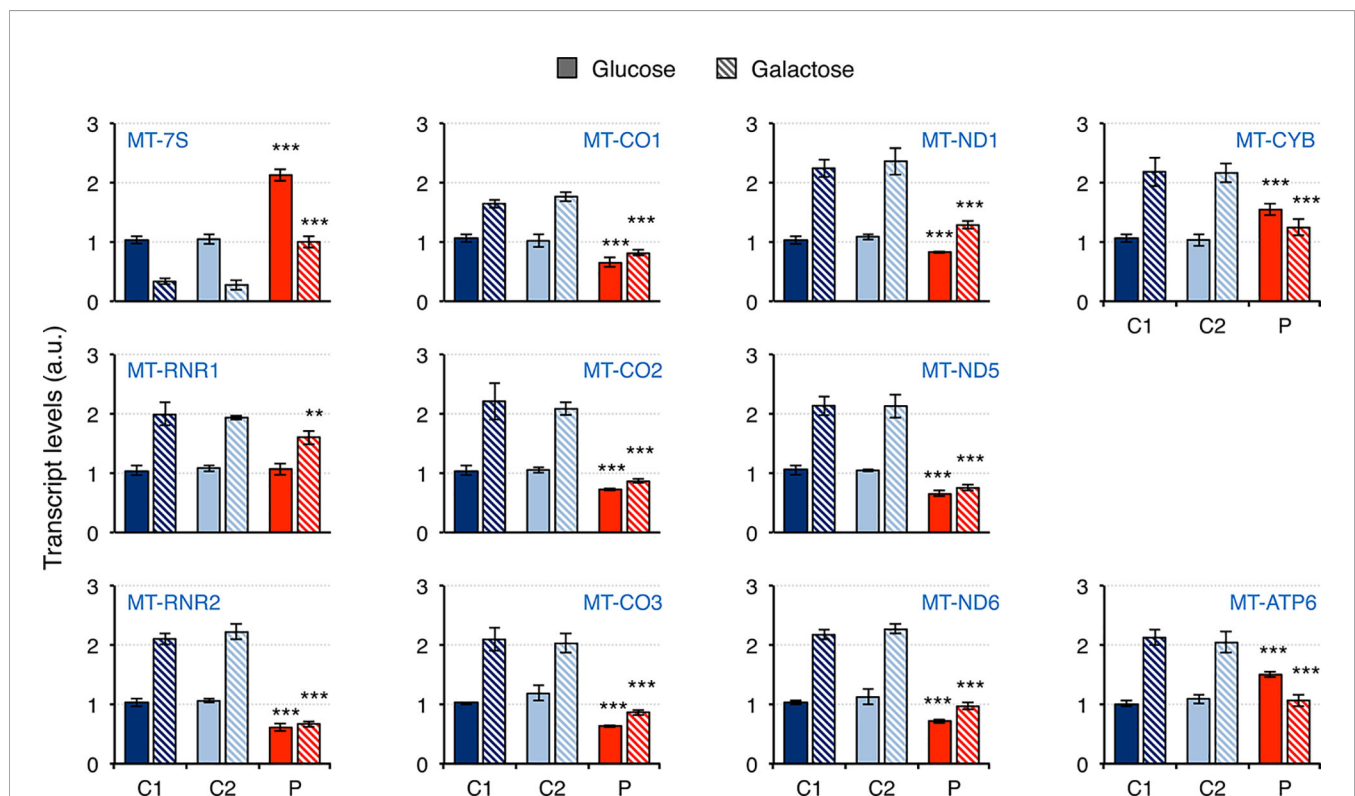 Glucose Galactose
Transcript levels (a.u.)
3 MT-7S *** ***
2
1
0
3 MT-CO1 *** ***
2
1
0
3 MT-ND1 *** ***
2
1
0
3 MT-CYB *** ***
2
1
0
C1 C2 P
3 MT-RNR1 **
2
1
0
3 MT-CO2 *** ***
2
1
0
3 MT-ND5 *** ***
2
1
0
3 MT-RNR2 *** ***
2
1
0
C1 C2 P
3 MT-CO3 *** ***
2
1
0
C1 C2 P
3 MT-ND6 *** ***
2
1
0
C1 C2 P
3 MT-ATP6 *** ***
2
1
0
C1 C2 P